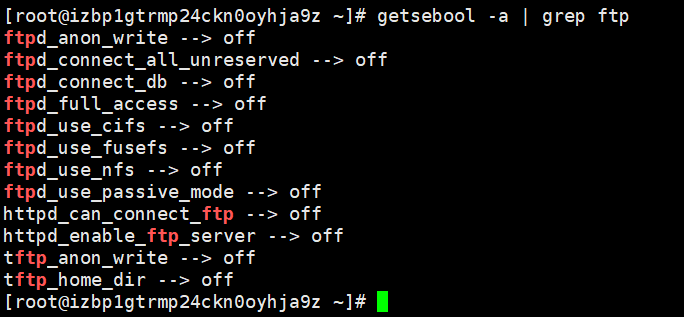 [root@izbp1gtrmp24ckn0oyhja9z ~]# getsebool -a | grep ftp
ftpd_anon_write --> off
ftpd_connect_all_unreserved --> off
ftpd_connect_db --> off
ftpd_full_access --> off
ftpd_use_cifs --> off
ftpd_use_fusefs --> off
ftpd_use_nfs --> off
ftpd_use_passive_mode --> off
httpd_can_connect_ftp --> off
httpd_enable_ftp_server --> off
tftp_anon_write --> off
tftp_home_dir --> off
[root@izbp1gtrmp24ckn0oyhja9z ~]#